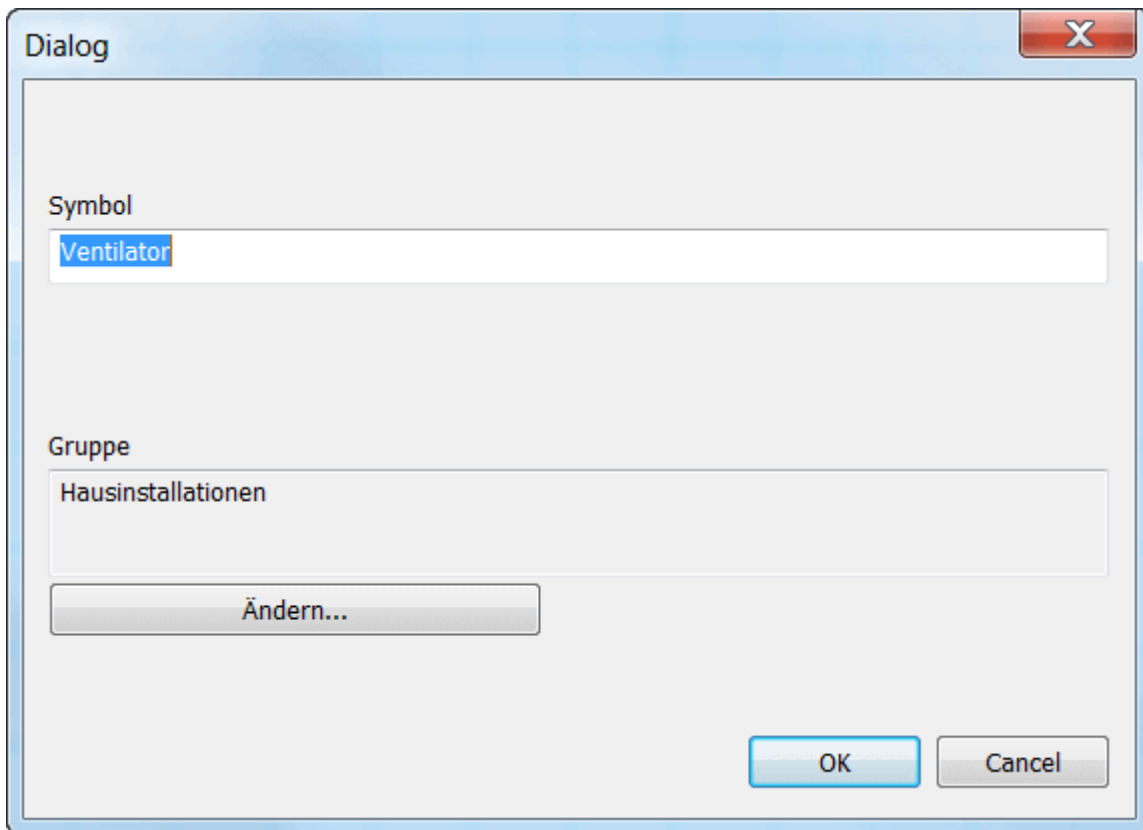 Dialog
Symbol
Ventilator
Gruppe
Hausinstallationen
Ändern...
OK
Cancel